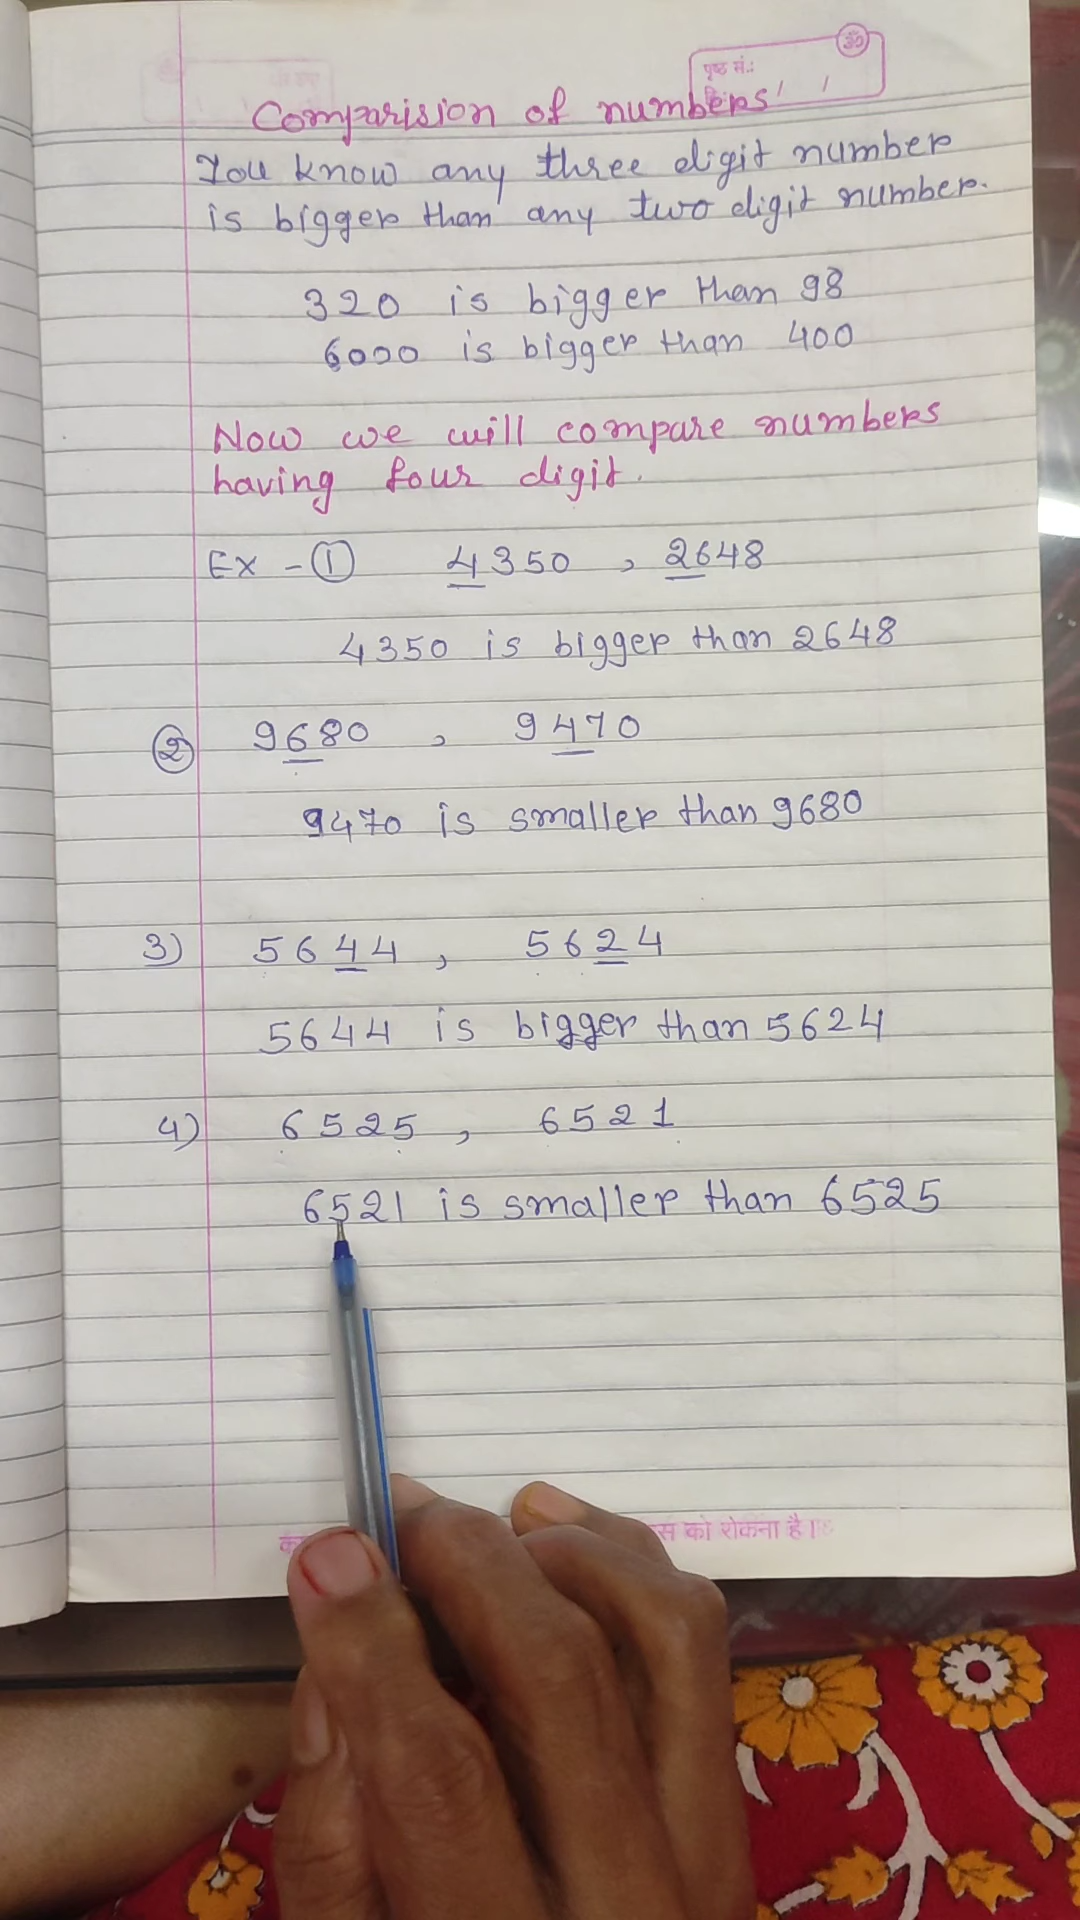 पृष्ठ सं.:
Comparision of numbers
You know any three digit number
is bigger than any two digit number.
320 is bigger than 98
6000 is bigger than 400
Now we will compare numbers
having four digit.
Ex - ① 4350 , 2648
4350 is bigger than 2648
② 9680 , 9470
9470 is smaller than 9680
3) 5644 , 5624
5644 is bigger than 5624
4) 6525 , 6521
6521 is smaller than 6525
को रोकना है।